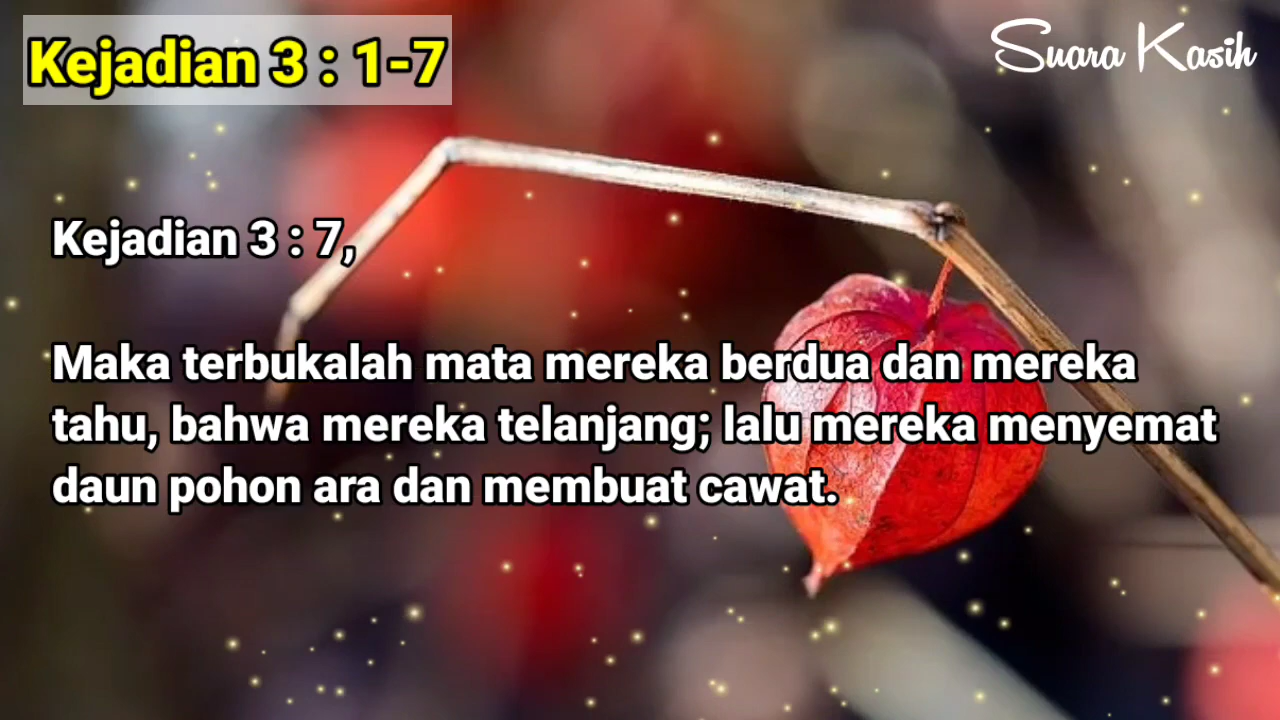 Kejadian 3 : 1-7
Suara Kasih
Kejadian 3 : 7,
Maka terbukalah mata mereka berdua dan mereka
tahu, bahwa mereka telanjang; lalu mereka menyemat
daun pohon ara dan membuat cawat.